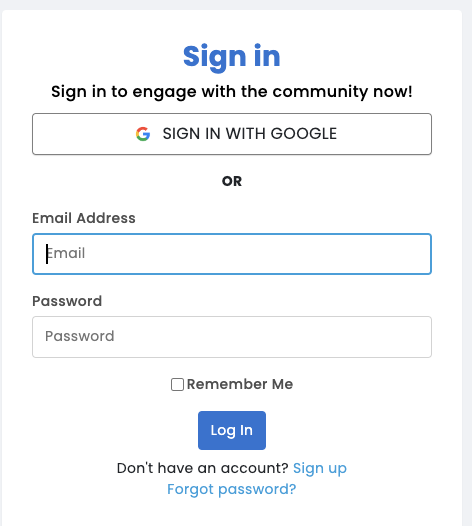 Sign in
Sign in to engage with the community now!
SIGN IN WITH GOOGLE
OR
Email Address
Email
Password
Password
Remember Me
Log In
Don't have an account? Sign up
Forgot password?